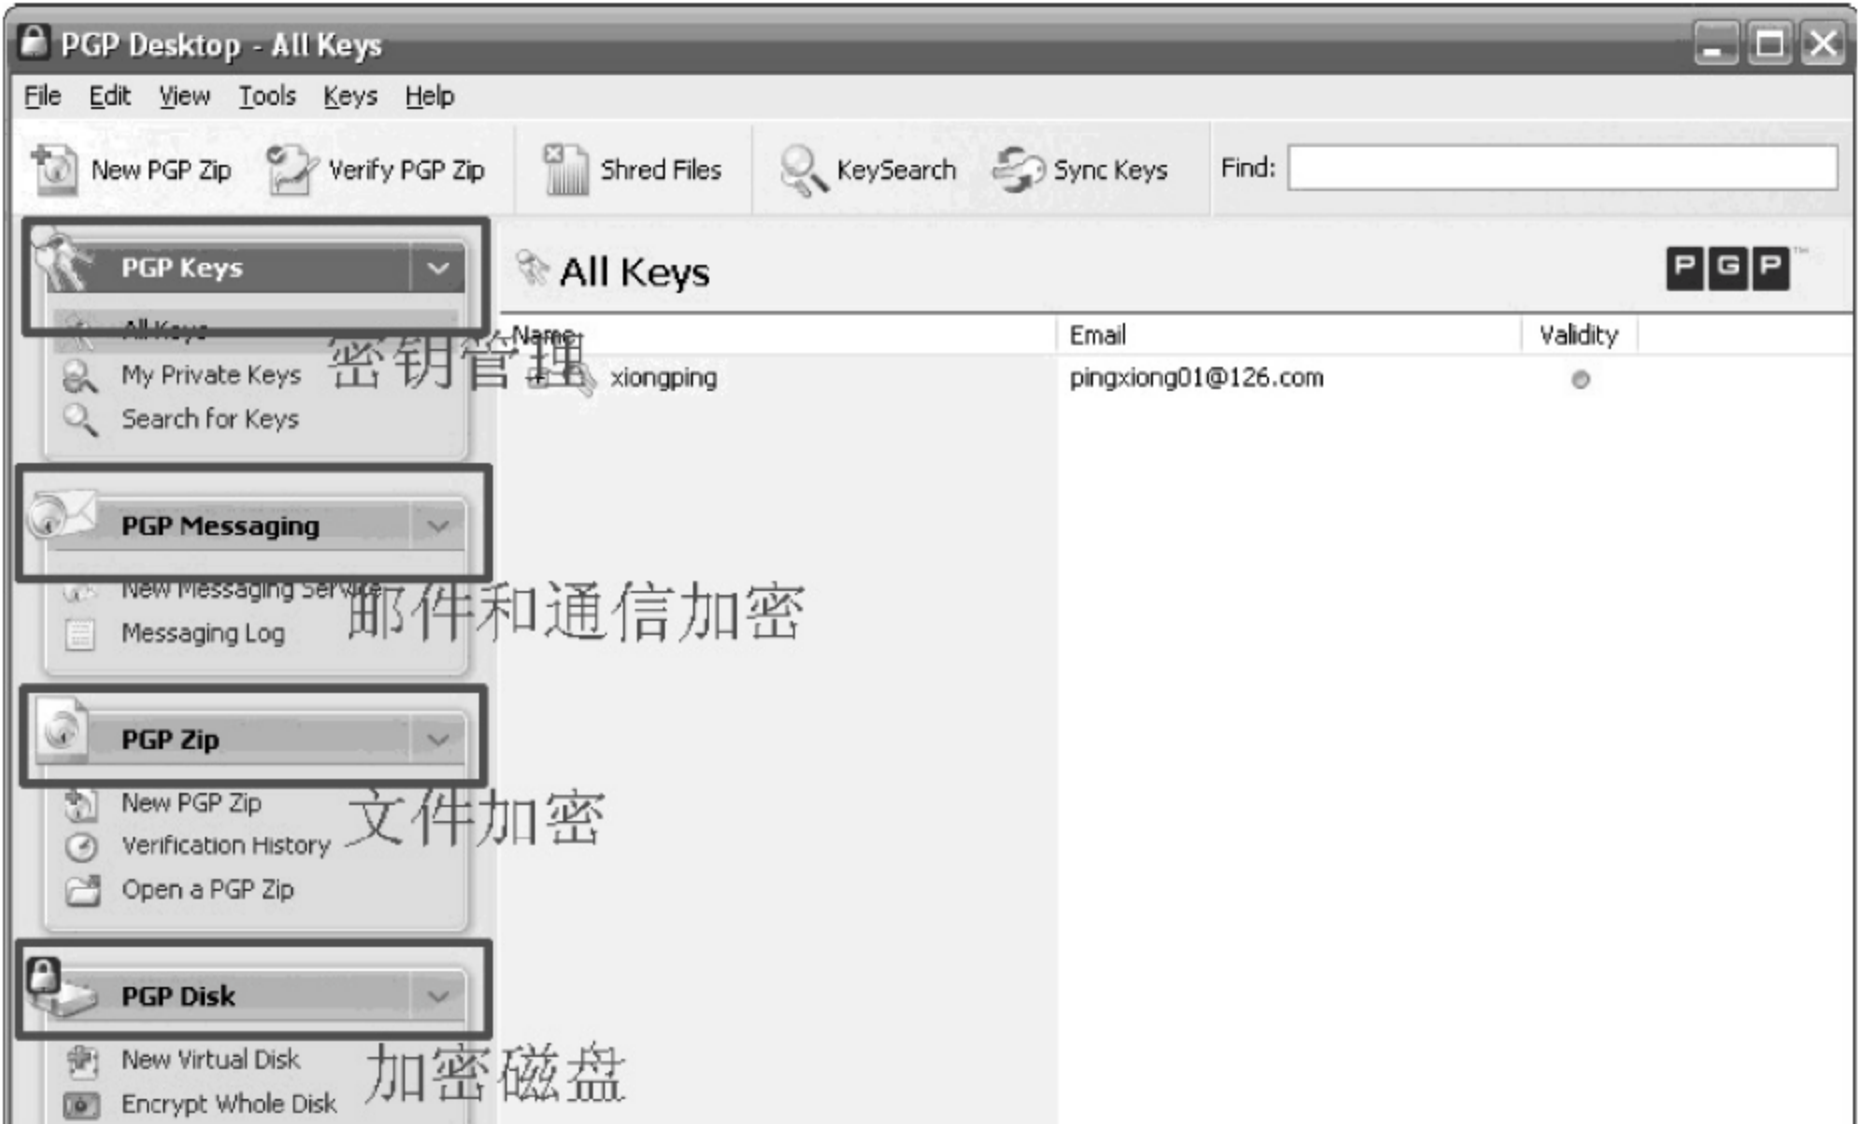 PGP Desktop - All Keys
File Edit View Tools Keys Help
New PGP Zip Verify PGP Zip Shred Files KeySearch Sync Keys Find:
PGP Keys
All Keys
My Private Keys
Search for Keys
密钥管理
PGP Messaging
New Messaging Service
Messaging Log
邮件和通信加密
PGP Zip
New PGP Zip
Verification History
Open a PGP Zip
文件加密
PGP Disk
New Virtual Disk
Encrypt Whole Disk
加密磁盘
All Keys
PGP™
Name Email Validity
xiongping pingxiong01@126.com